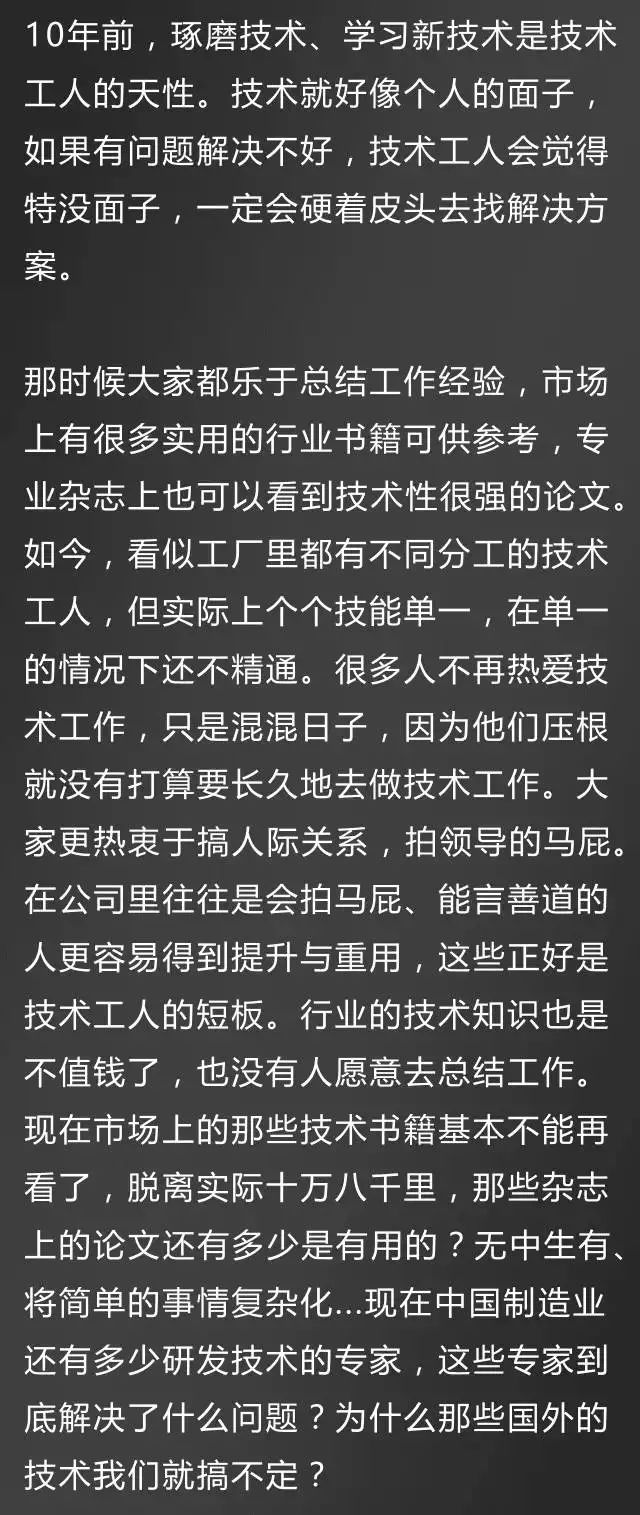 10年前，琢磨技术、学习新技术是技术
工人的天性。技术就好像个人的面子，
如果有问题解决不好，技术工人会觉得
特没面子，一定会硬着皮头去找解决方
案。
那时候大家都乐于总结工作经验，市场
上有很多实用的行业书籍可供参考，专
业杂志上也可以看到技术性很强的论文。
如今，看似工厂里都有不同分工的技术
工人，但实际上个个技能单一，在单一
的情况下还不精通。很多人不再热爱技
术工作，只是混混日子，因为他们压根
就没有打算要长久地去做技术工作。大
家更热衷于搞人际关系，拍领导的马屁。
在公司里往往是会拍马屁、能言善道的
人更容易得到提升与重用，这些正好是
技术工人的短板。行业的技术知识也是
不值钱了，也没有人愿意去总结工作。
现在市场上的那些技术书籍基本不能再
看了，脱离实际十万八千里，那些杂志
上的论文还有多少是有用的？无中生有、
将简单的事情复杂化...现在中国制造业
还有多少研发技术的专家，这些专家到
底解决了什么问题？为什么那些国外的
技术我们就搞不定？